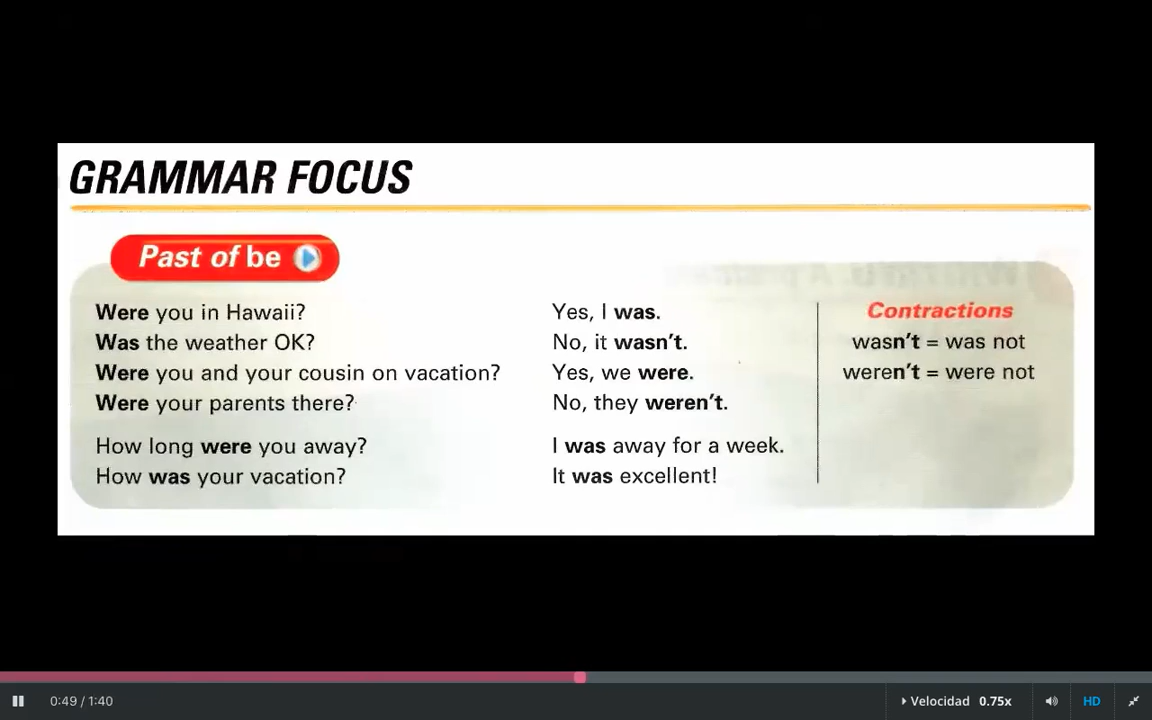 GRAMMAR FOCUS
Past of be
Were you in Hawaii? Yes, I was.
Was the weather OK? No, it wasn't.
Were you and your cousin on vacation? Yes, we were.
Were your parents there? No, they weren't.
How long were you away? I was away for a week.
How was your vacation? It was excellent!
Contractions
wasn't = was not
weren't = were not
0:49 / 1:40
Velocidad 0.75x
HD